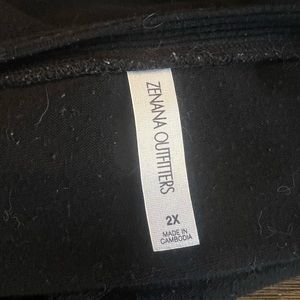 ZENANA OUTFITTERS
2X
MADE IN
CAMBODIA